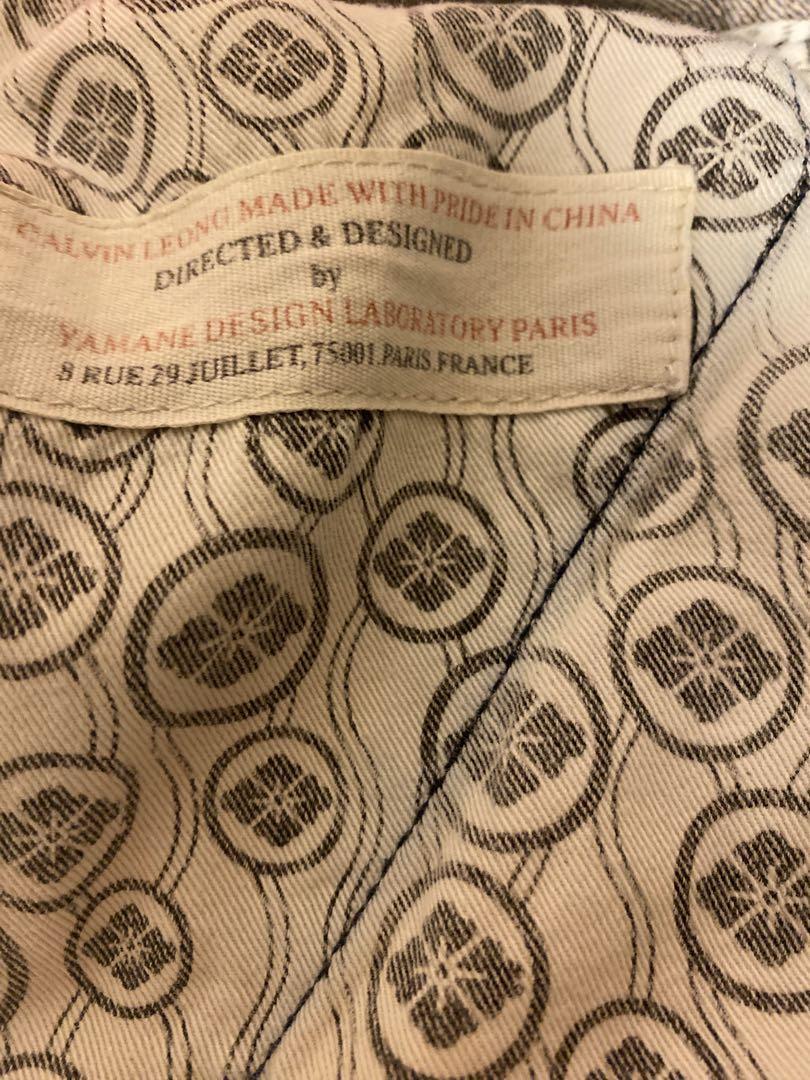 CALVIN LEONG MADE WITH PRIDE IN CHINA
DIRECTED & DESIGNED
by
YAMANE DESIGN LABORATORY PARIS
8 RUE 29 JUILLET, 75001.PARIS.FRANCE